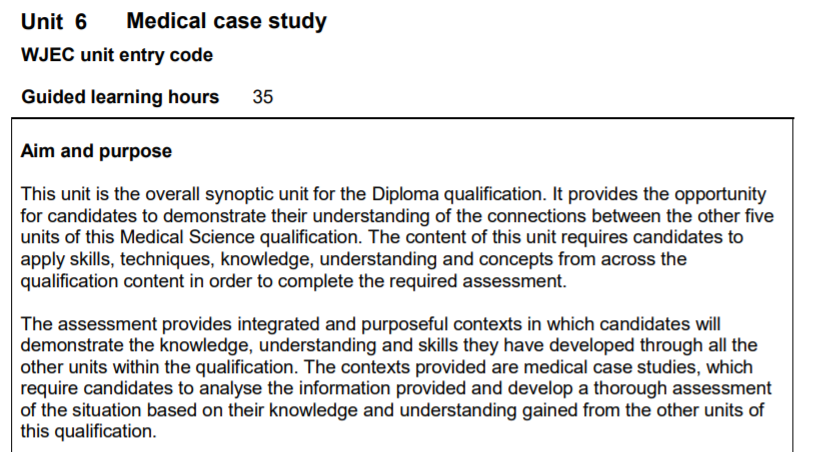 Unit 6 Medical case study
WJEC unit entry code
Guided learning hours 35
Aim and purpose
This unit is the overall synoptic unit for the Diploma qualification. It provides the opportunity
for candidates to demonstrate their understanding of the connections between the other five
units of this Medical Science qualification. The content of this unit requires candidates to
apply skills, techniques, knowledge, understanding and concepts from across the
qualification content in order to complete the required assessment.
The assessment provides integrated and purposeful contexts in which candidates will
demonstrate the knowledge, understanding and skills they have developed through all the
other units within the qualification. The contexts provided are medical case studies, which
require candidates to analyse the information provided and develop a thorough assessment
of the situation based on their knowledge and understanding gained from the other units of
this qualification.